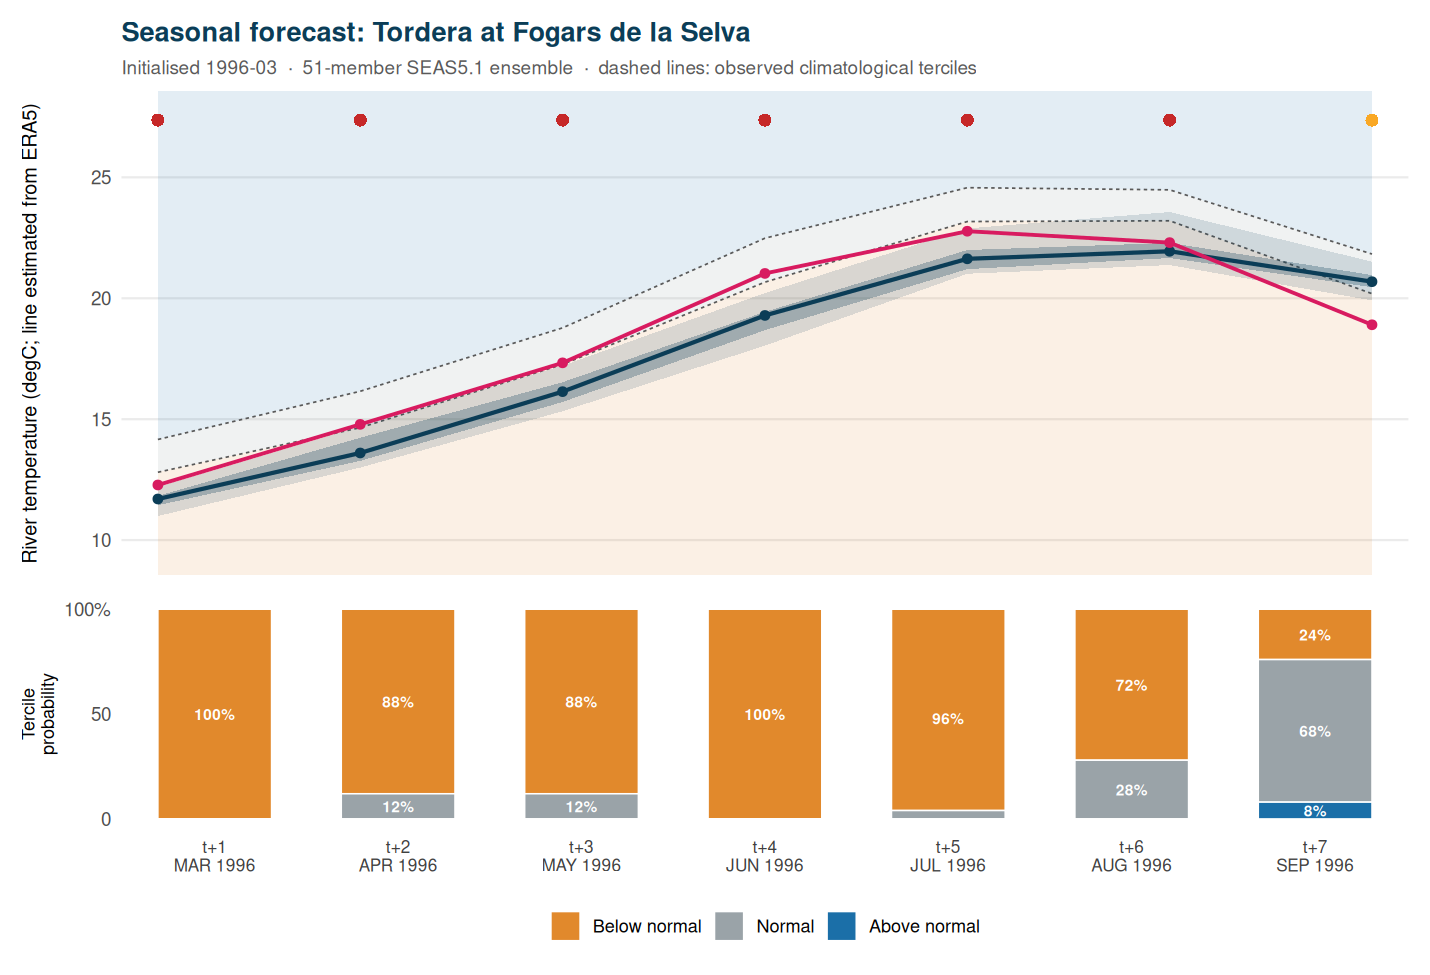 Seasonal forecast: Tordera at Fogars de la Selva
Initialised 1996-03 · 51-member SEAS5.1 ensemble · dashed lines: observed climatological terciles
River temperature (degC; line estimated from ERA5)
25
20
15
10
Tercile
probability
100%
50
0
100%
88%
12%
88%
12%
100%
96%
72%
28%
24%
68%
8%
t+1
MAR 1996
t+2
APR 1996
t+3
MAY 1996
t+4
JUN 1996
t+5
JUL 1996
t+6
AUG 1996
t+7
SEP 1996
Below normal
Normal
Above normal